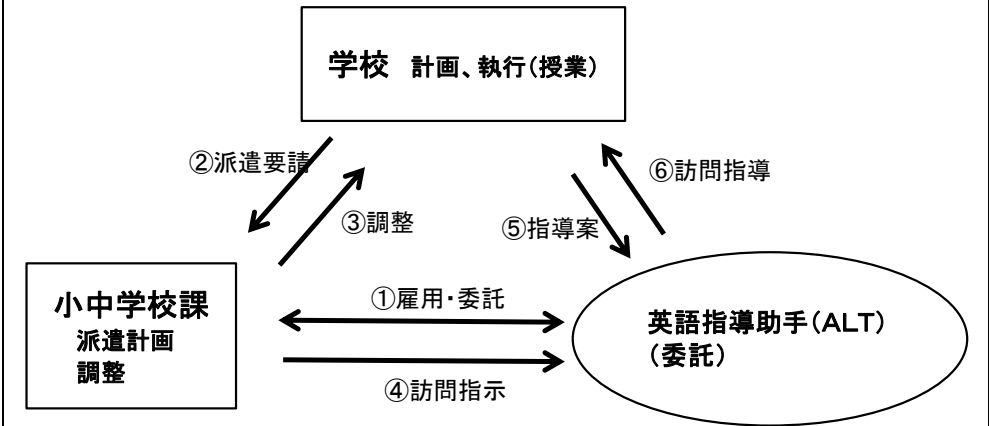 学校 計画、執行(授業)
②派遣要請
③調整
⑥訪問指導
⑤指導案
小中学校課
派遣計画
調整
①雇用・委託
④訪問指示
英語指導助手(ALT)
(委託)